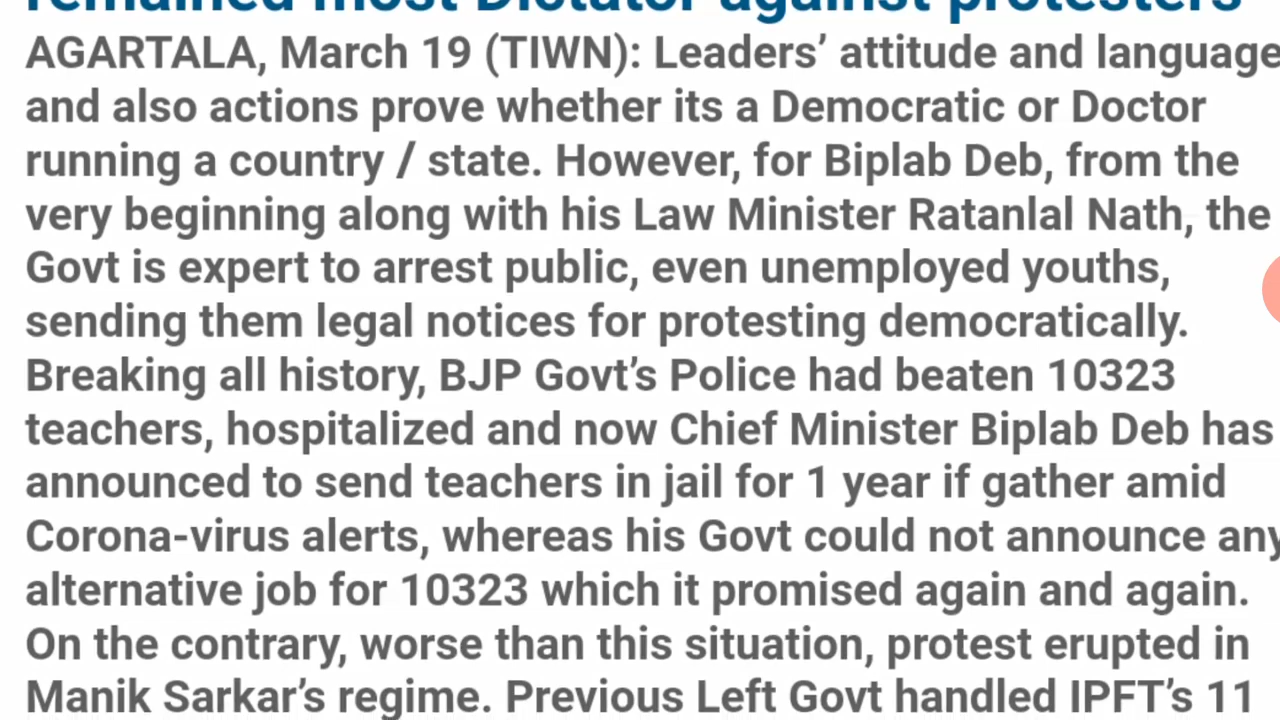 remained most Dictator against protesters
AGARTALA, March 19 (TIWN): Leaders’ attitude and language
and also actions prove whether its a Democratic or Doctor
running a country / state. However, for Biplab Deb, from the
very beginning along with his Law Minister Ratanlal Nath, the
Govt is expert to arrest public, even unemployed youths,
sending them legal notices for protesting democratically.
Breaking all history, BJP Govt’s Police had beaten 10323
teachers, hospitalized and now Chief Minister Biplab Deb has
announced to send teachers in jail for 1 year if gather amid
Corona-virus alerts, whereas his Govt could not announce any
alternative job for 10323 which it promised again and again.
On the contrary, worse than this situation, protest erupted in
Manik Sarkar’s regime. Previous Left Govt handled IPFT’s 11